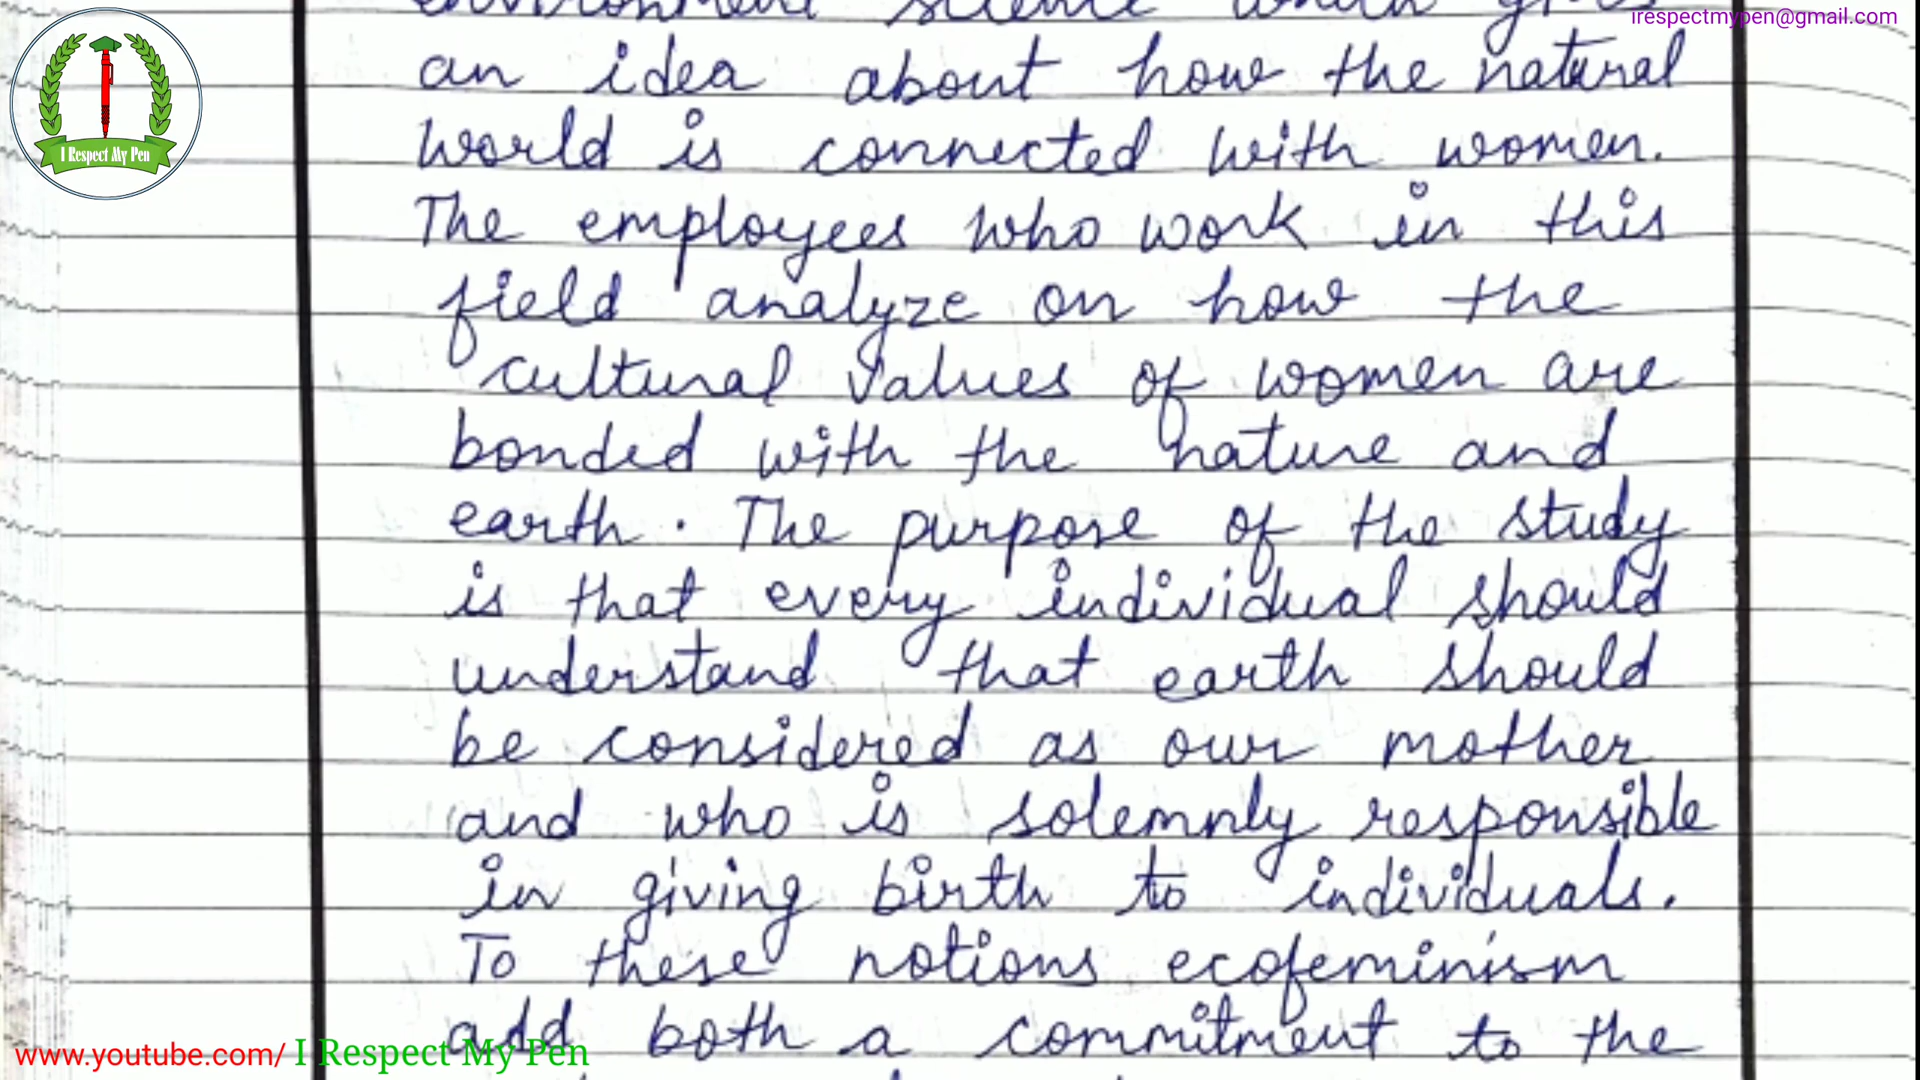 irespectmypen@gmail.com
I Respect My Pen
environment science which gives
an idea about how the natural
world is connected with women.
The employees who work in this
field analyze on how the
cultural values of women are
bonded with the nature and
earth. The purpose of the study
is that every individual should
understand that earth should
be considered as our mother
and who is solemnly responsible
in giving birth to individuals.
To these notions ecofeminism
add both a commitment to the
www.youtube.com/ I Respect My Pen